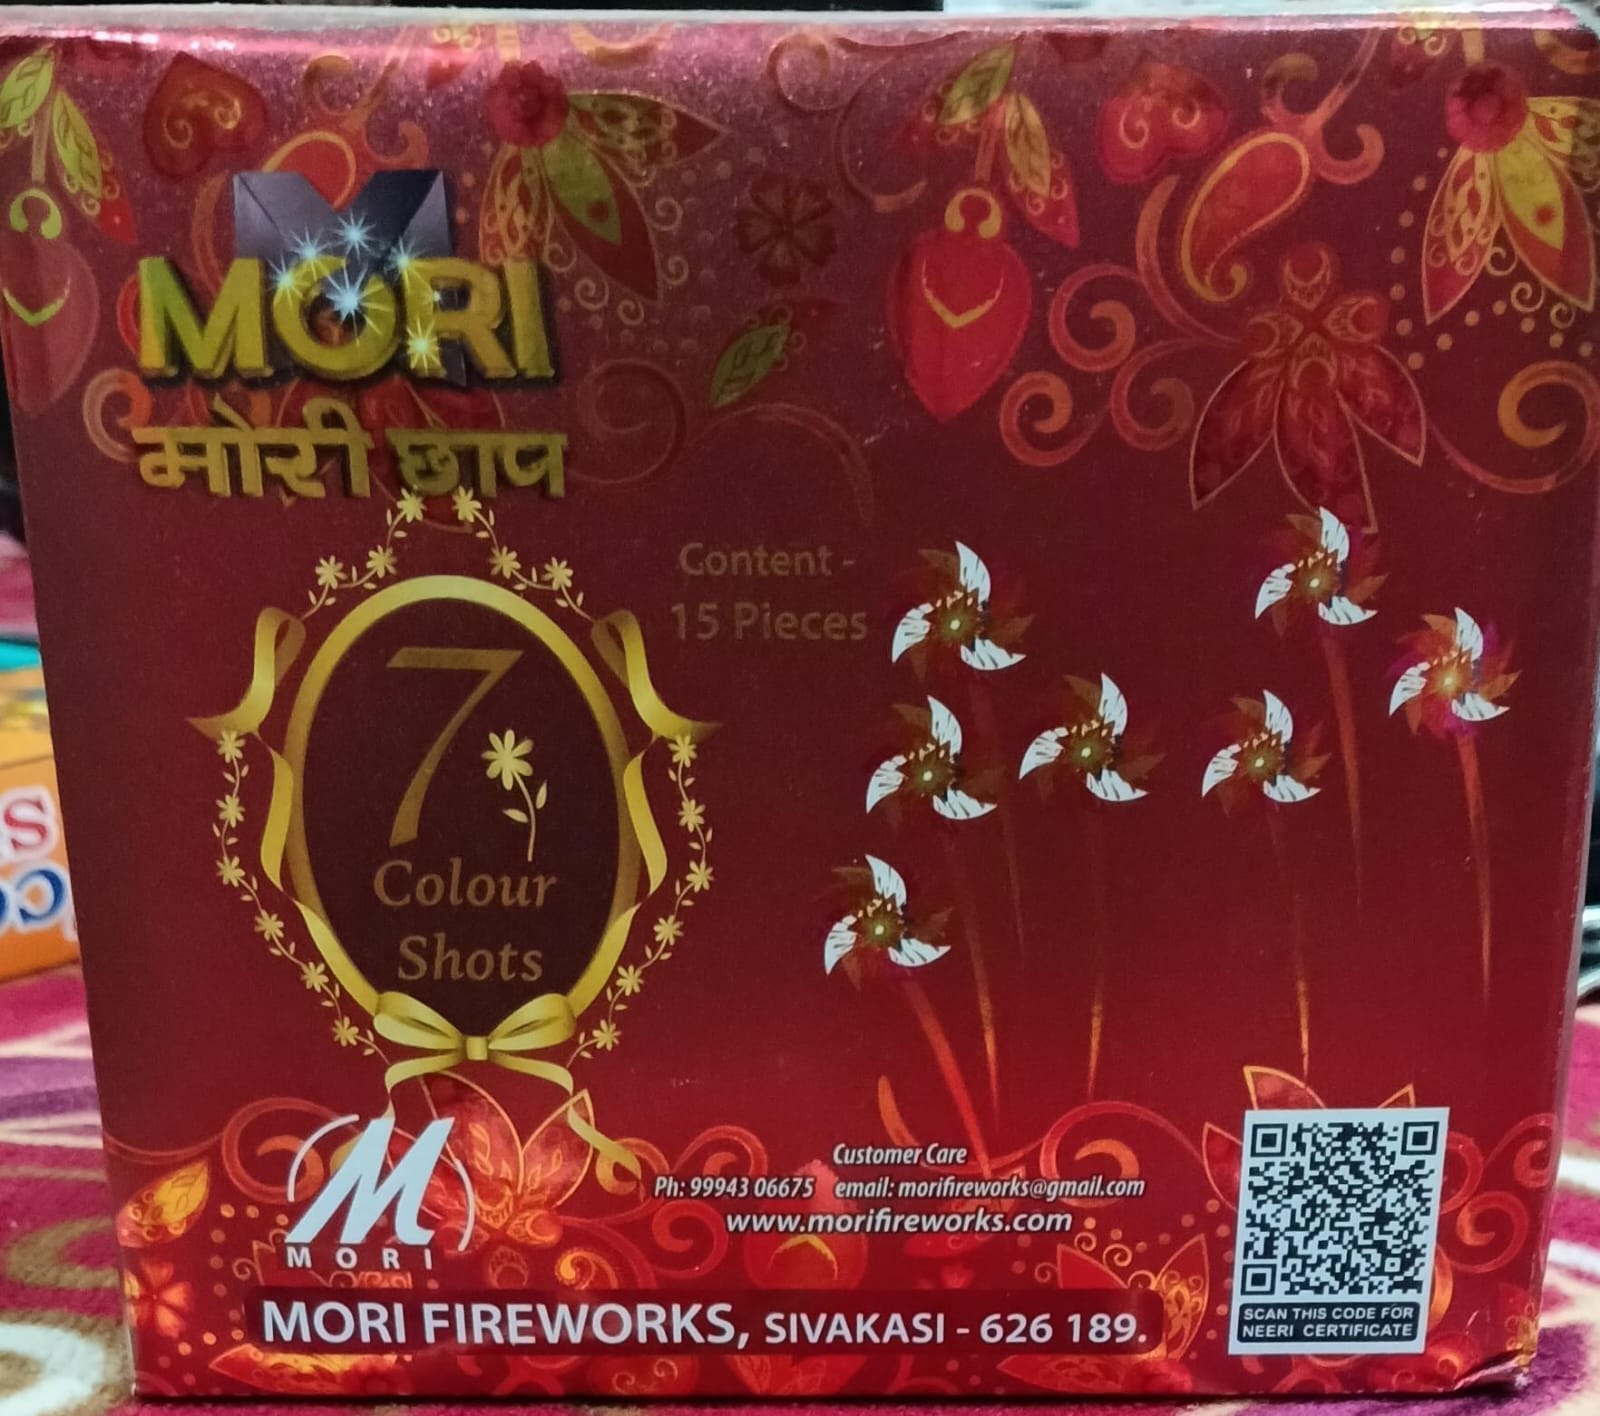 MORI
मोरी छाप
Content -
15 Pieces
7
Colour
Shots
MORI
Customer Care
Ph: 99943 06675 email: morifireworks@gmail.com
www.morifireworks.com
MORI FIREWORKS, SIVAKASI - 626 189.
SCAN THIS CODE FOR
NEERI CERTIFICATE